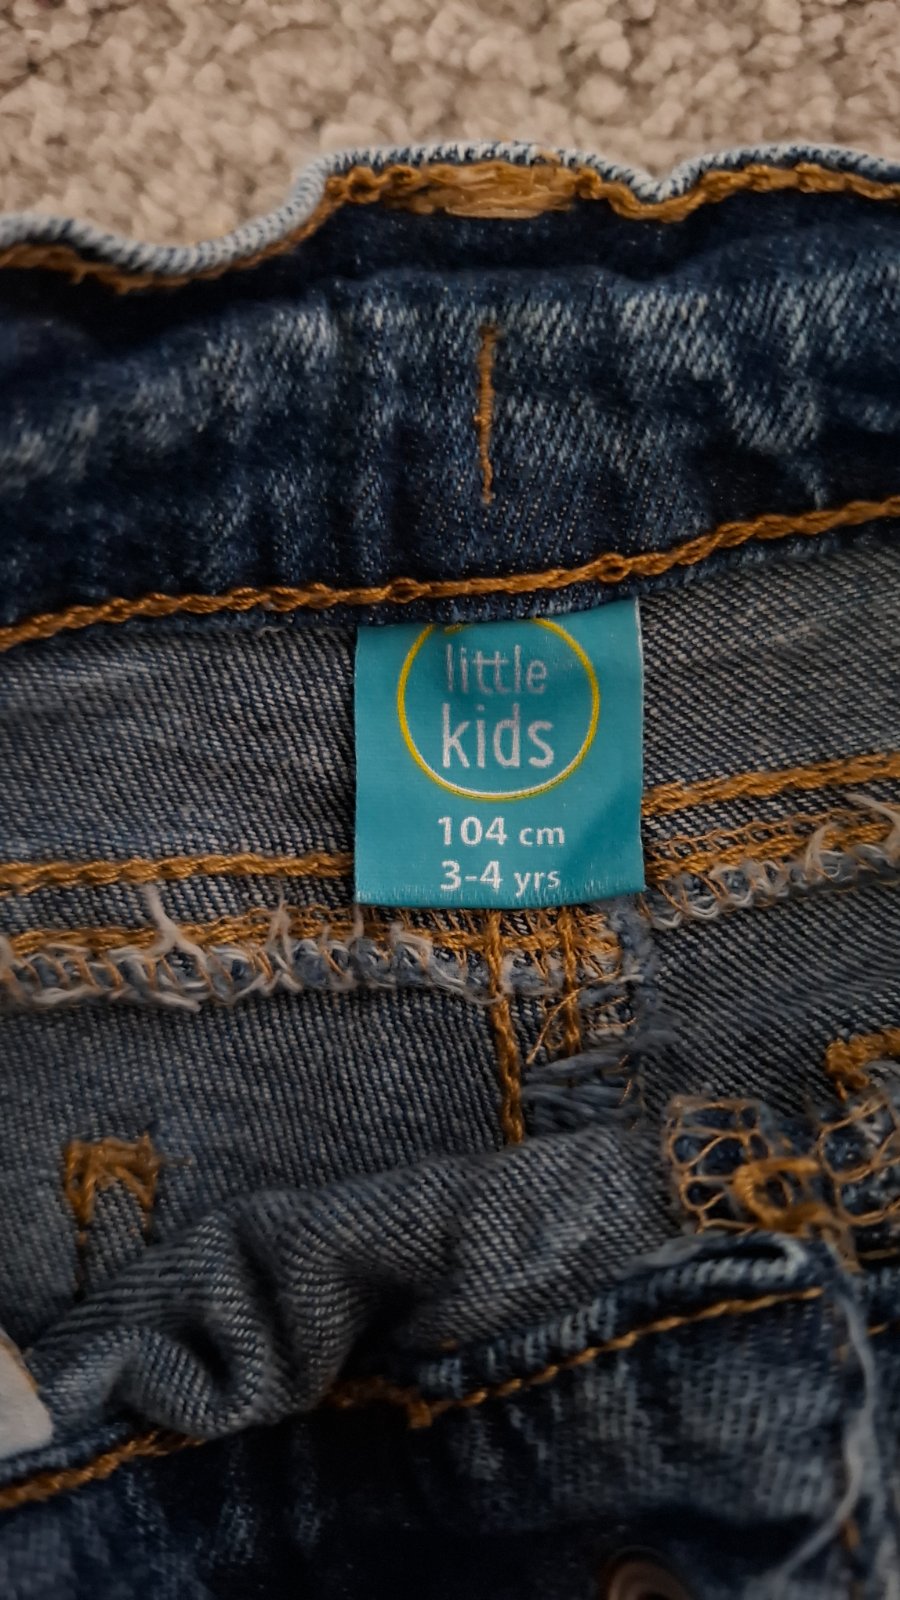 little
kids
104 cm
3-4 yrs